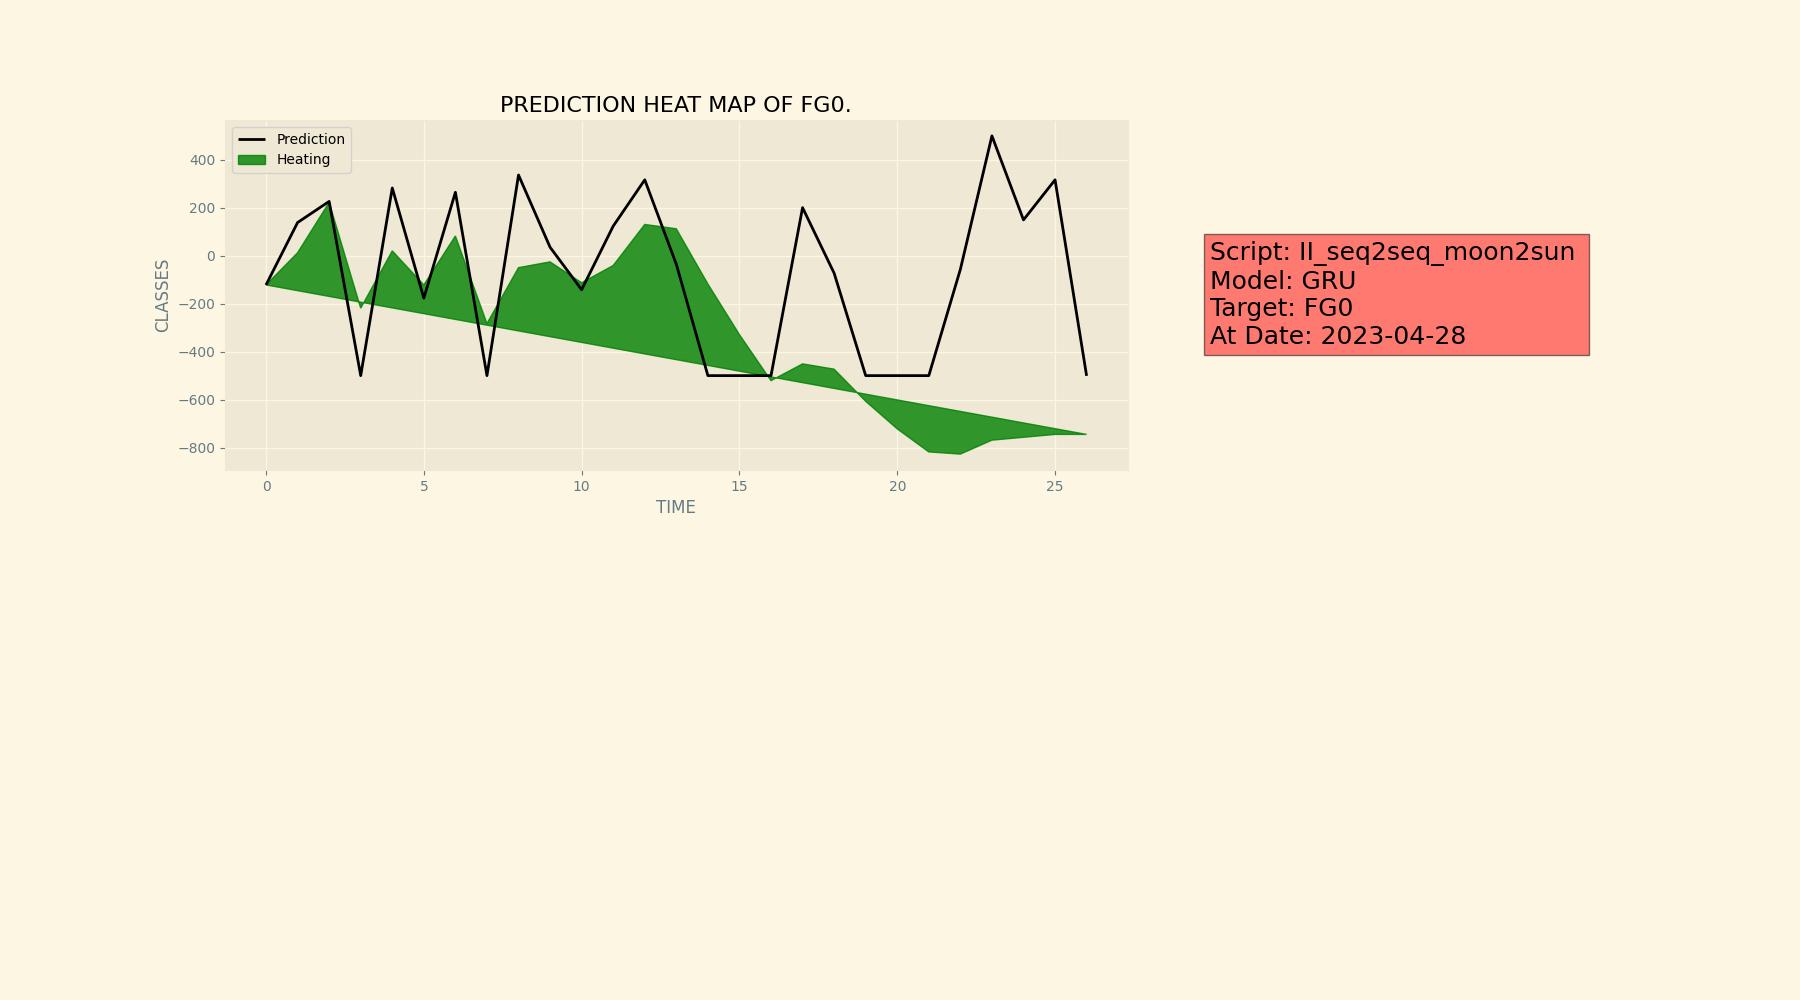 PREDICTION HEAT MAP OF FG0.
Prediction
Heating
400
200
0
−200
−400
−600
−800
CLASSES
0 5 10 15 20 25
TIME
Script: II_seq2seq_moon2sun
Model: GRU
Target: FG0
At Date: 2023-04-28